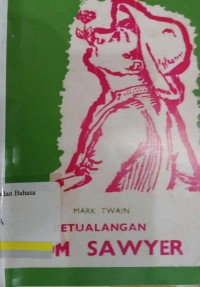 MARK TWAIN
ETUALANGAN
M SAWYER
dan Bahasa